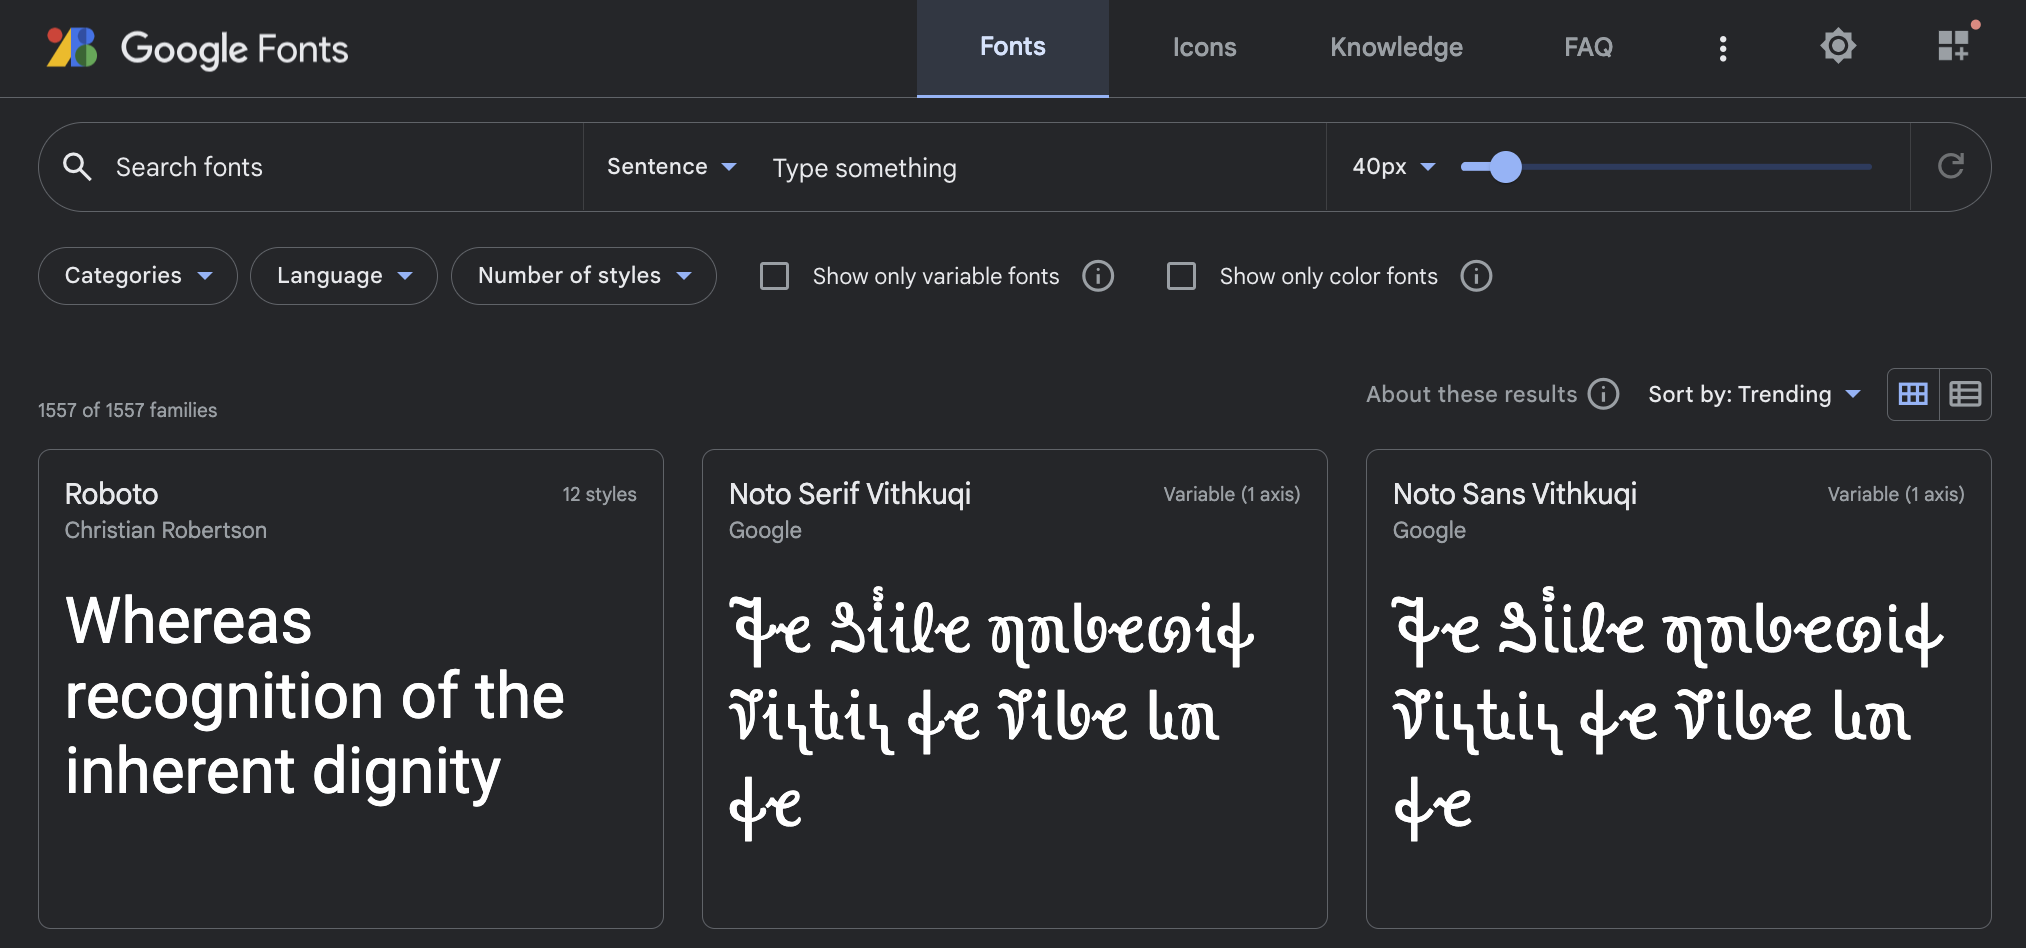 Google Fonts
Fonts
Icons
Knowledge
FAQ
Search fonts
Sentence
Type something
40px
Categories
Language
Number of styles
Show only variable fonts
Show only color fonts
1557 of 1557 families
About these results
Sort by: Trending
Roboto
12 styles
Christian Robertson
Whereas
recognition of the
inherent dignity
Noto Serif Vithkuqi
Variable (1 axis)
Google
Noto Sans Vithkuqi
Variable (1 axis)
Google